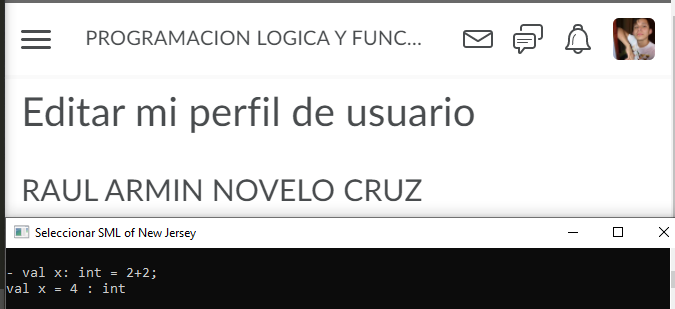 PROGRAMACION LOGICA Y FUNC...
Editar mi perfil de usuario
RAUL ARMIN NOVELO CRUZ
Seleccionar SML of New Jersey
- val x: int = 2+2;
val x = 4 : int